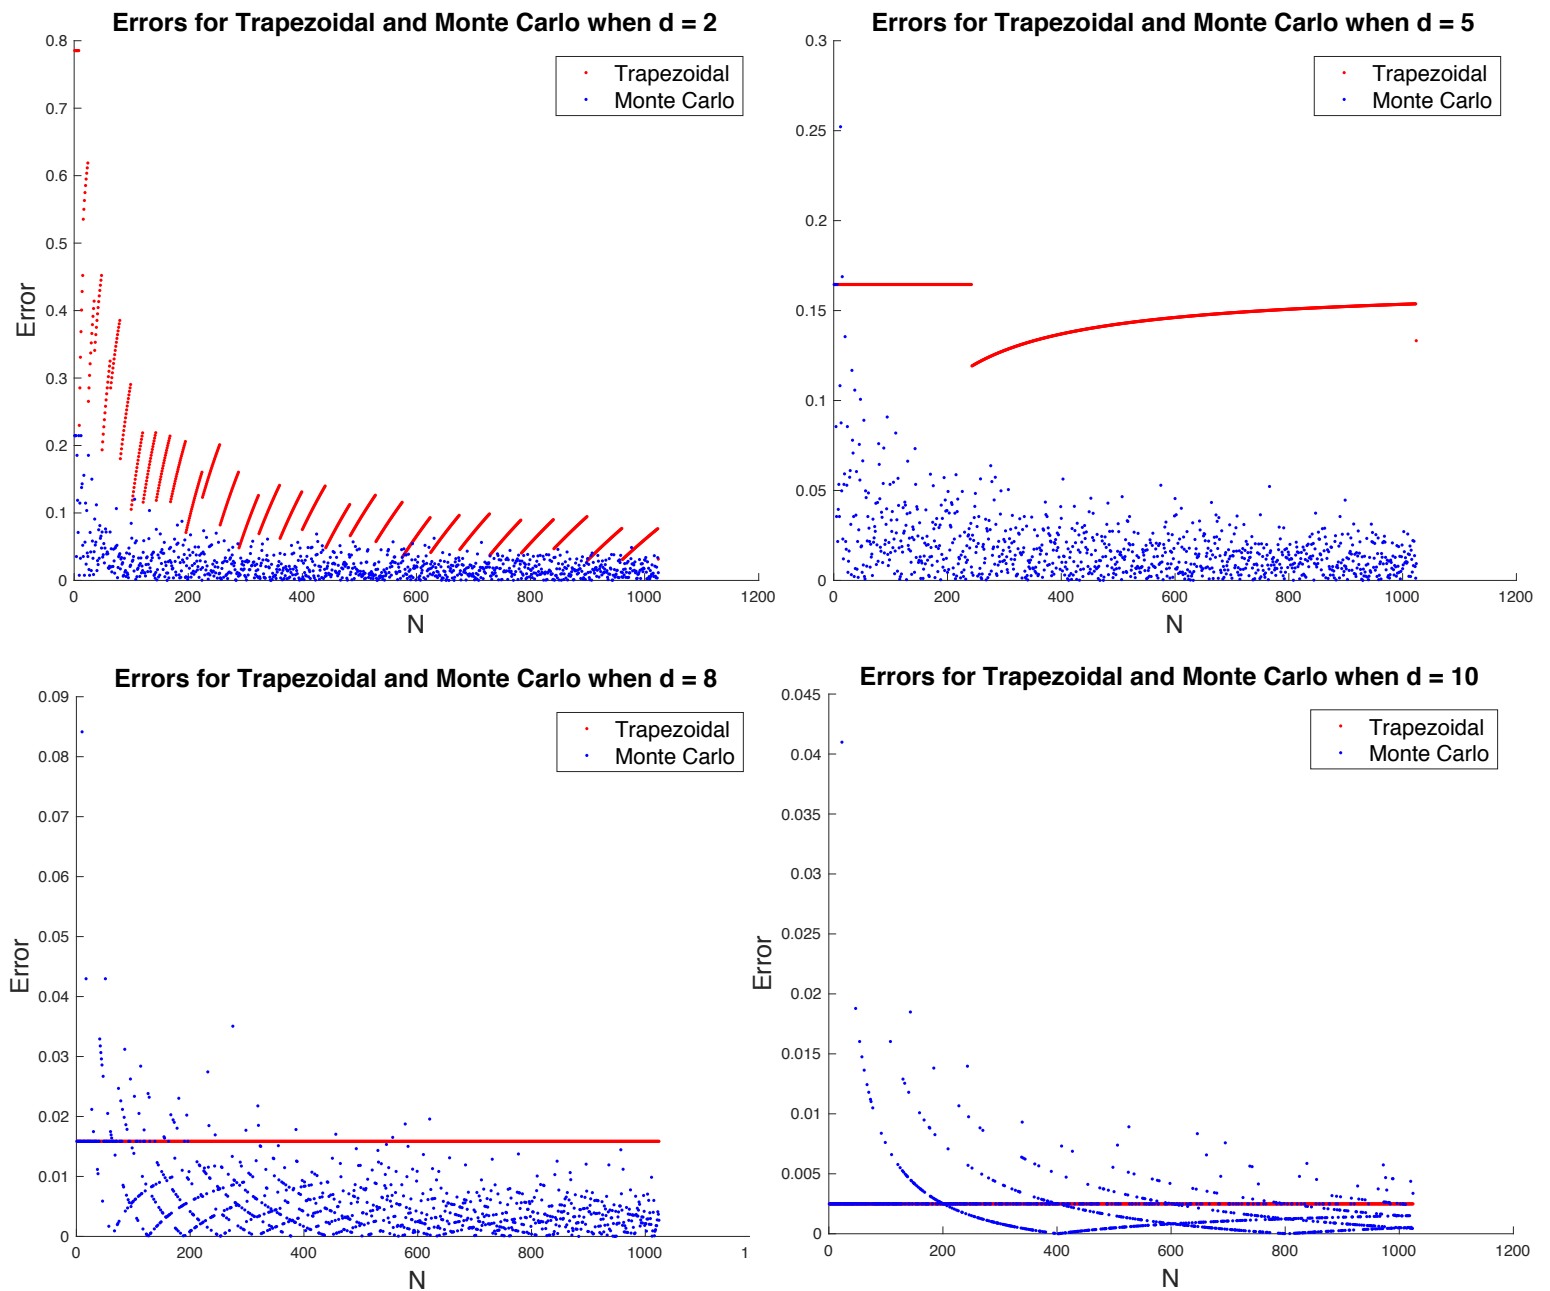 Errors for Trapezoidal and Monte Carlo when d = 2
0.8
0.7
0.6
0.5
0.4
0.3
0.2
0.1
0
Error
Trapezoidal
Monte Carlo
0 200 400 600 800 1000 1200
N
Errors for Trapezoidal and Monte Carlo when d = 5
0.3
0.25
0.2
0.15
0.1
0.05
0
Trapezoidal
Monte Carlo
0 200 400 600 800 1000 1200
N
Errors for Trapezoidal and Monte Carlo when d = 8
0.09
0.08
0.07
0.06
0.05
0.04
0.03
0.02
0.01
0
Error
Trapezoidal
Monte Carlo
0 200 400 600 800 1000 1
N
Errors for Trapezoidal and Monte Carlo when d = 10
0.045
0.04
0.035
0.03
0.025
0.02
0.015
0.01
0.005
0
Error
Trapezoidal
Monte Carlo
0 200 400 600 800 1000 1200
N